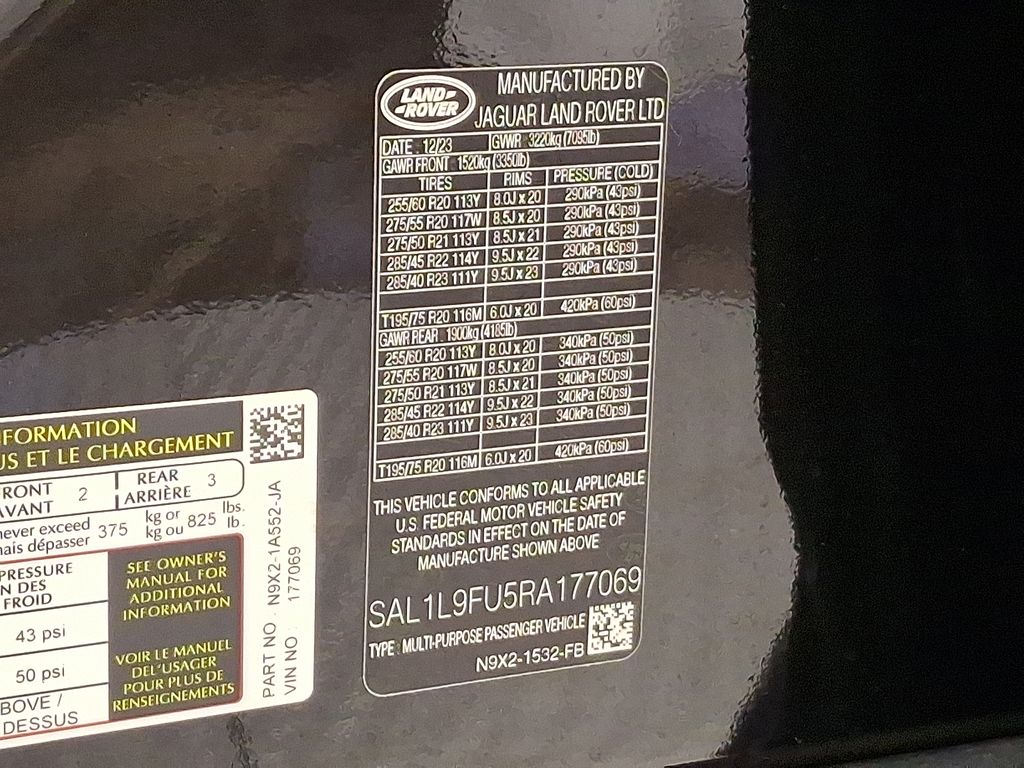 LAND-
-ROVER
MANUFACTURED BY
JAGUAR LAND ROVER LTD
DATE : 12/23 GVWR : 3220kg (7095lb)
GAWR FRONT : 1520kg (3350lb)
TIRES RIMS PRESSURE (COLD)
255/60 R20 113Y 8.0J x 20 290kPa (43psi)
275/55 R20 117W 8.5J x 20 290kPa (43psi)
275/50 R21 113Y 8.5J x 21 290kPa (43psi)
285/45 R22 114Y 9.5J x 22 290kPa (43psi)
285/40 R23 111Y 9.5J x 23 290kPa (43psi)
T195/75 R20 116M 6.0J x 20 420kPa (60psi)
GAWR REAR : 1900kg (4185lb)
255/60 R20 113Y 8.0J x 20 340kPa (50psi)
275/55 R20 117W 8.5J x 20 340kPa (50psi)
275/50 R21 113Y 8.5J x 21 340kPa (50psi)
285/45 R22 114Y 9.5J x 22 340kPa (50psi)
285/40 R23 111Y 9.5J x 23 340kPa (50psi)
T195/75 R20 116M 6.0J x 20 420kPa (60psi)
THIS VEHICLE CONFORMS TO ALL APPLICABLE
U.S. FEDERAL MOTOR VEHICLE SAFETY
STANDARDS IN EFFECT ON THE DATE OF
MANUFACTURE SHOWN ABOVE
SAL1L9FU5RA177069
TYPE : MULTI-PURPOSE PASSENGER VEHICLE
N9X2-1532-FB
NFORMATION
US ET LE CHARGEMENT
RONT 2 REAR 3
AVANT ARRIÈRE
never exceed 375 kg or 825 lbs.
mais dépasser kg ou lb.
PRESSURE
N DES
FROID
43 psi
50 psi
BOVE /
DESSUS
SEE OWNER'S
MANUAL FOR
ADDITIONAL
INFORMATION
VOIR LE MANUEL
DEL'USAGER
POUR PLUS DE
RENSEIGNEMENTS
PART NO. N9X2-1A552-JA
VIN NO. : 177069